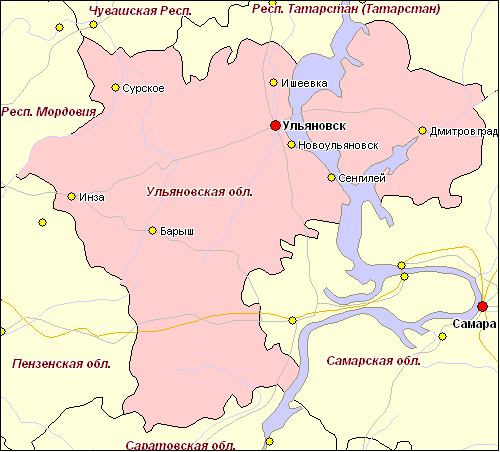 Чувашская Респ.
Респ. Татарстан (Татарстан)
Ишеевка
Сурское
Респ. Мордовия
Ульяновск
Дмитровград
Новоульяновск
Сенгилей
Ульяновская обл.
Инза
Барыш
Самара
Пензенская обл.
Самарская обл.
Саратовская обл.